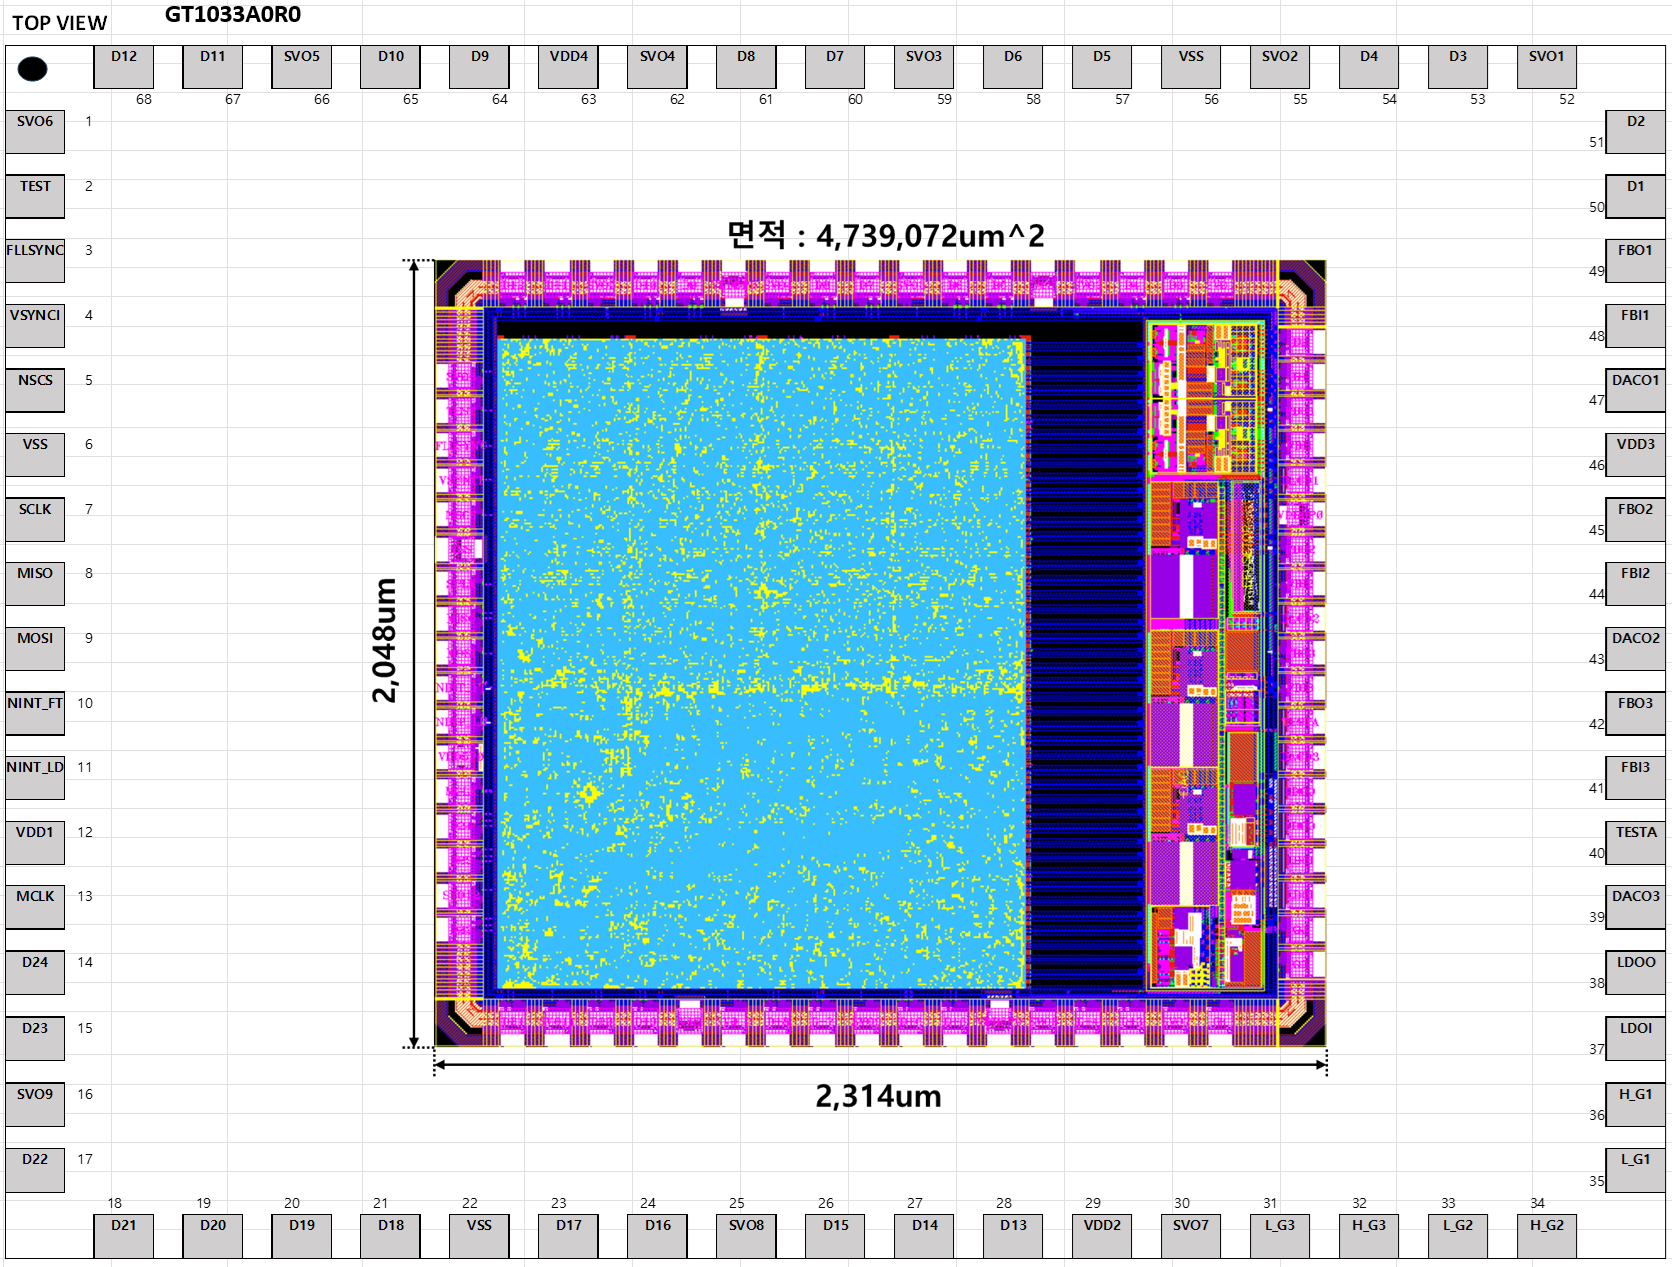 TOP VIEW
GT1033A0R0
D12 D11 SVO5 D10 D9 VDD4 SVO4 D8 D7 SVO3 D6 D5 VSS SVO2 D4 D3 SVO1
68 67 66 65 64 63 62 61 60 59 58 57 56 55 54 53 52
SVO6 1
TEST 2
FLLSYNC 3
VSYNCI 4
NSCS 5
VSS 6
SCLK 7
MISO 8
MOSI 9
NINT_FT 10
NINT_LD 11
VDD1 12
MCLK 13
D24 14
D23 15
SVO9 16
D22 17
면적 : 4,739,072um^2
2,048um
2,314um
51 D2
50 D1
49 FBO1
48 FBI1
47 DACO1
46 VDD3
45 FBO2
44 FBI2
43 DACO2
42 FBO3
41 FBI3
40 TESTA
39 DACO3
38 LDOO
37 LDOI
36 H_G1
35 L_G1
18 19 20 21 22 23 24 25 26 27 28 29 30 31 32 33 34
D21 D20 D19 D18 VSS D17 D16 SVO8 D15 D14 D13 VDD2 SVO7 L_G3 H_G3 L_G2 H_G2